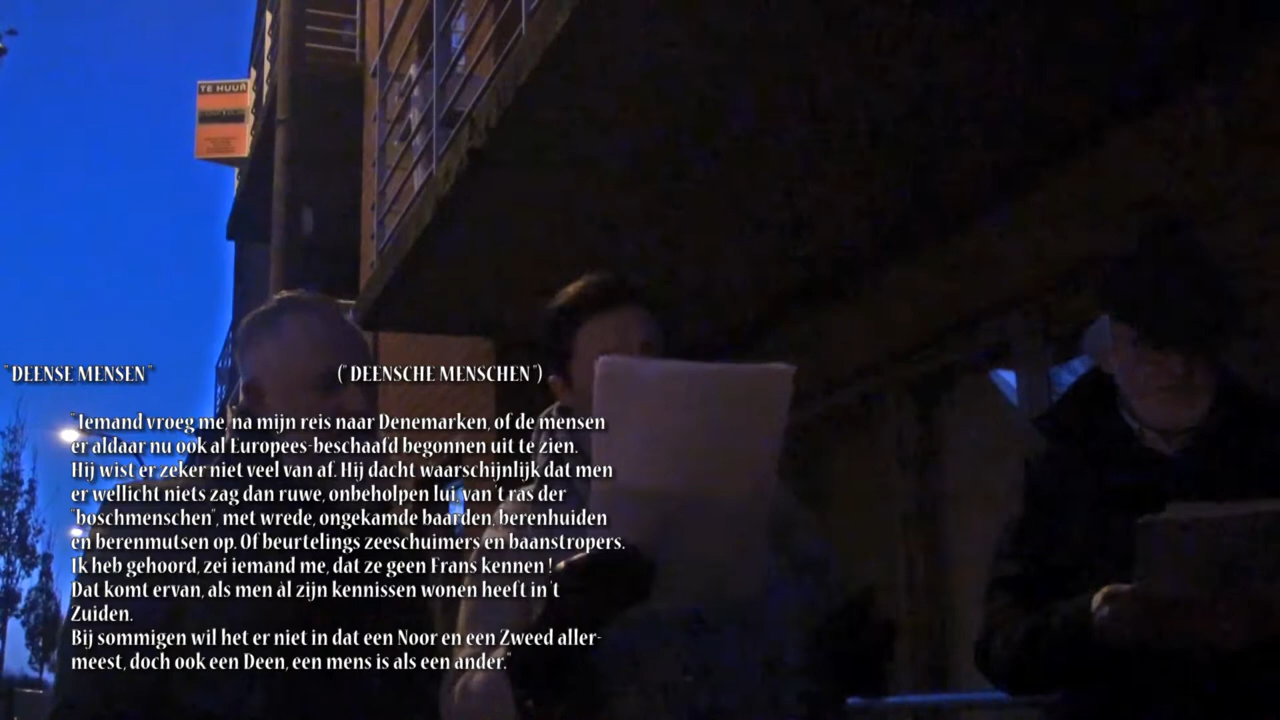 TE HUUR
"DEENSE MENSEN" ("DEENSCHE MENSCHEN")
"Iemand vroeg me, na mijn reis naar Denemarken, of de mensen
er aldaar nu ook al Europees-beschaafd begonnen uit te zien.
Hij wist er zeker niet veel van af. Hij dacht waarschijnlijk dat men
er wellicht niets zag dan ruwe, onbeholpen lui, van 't ras der
"boschmenschen", met wrede, ongekamde baarden, berenhuiden
en berenmutsen op. Of beurtelings zeeschuimers en baanstropers.
Ik heb gehoord, zei iemand me, dat ze geen Frans kennen !
Dat komt ervan, als men àl zijn kennissen wonen heeft in 't
Zuiden.
Bij sommigen wil het er niet in dat een Noor en een Zweed aller-
meest, doch ook een Deen, een mens is als een ander."